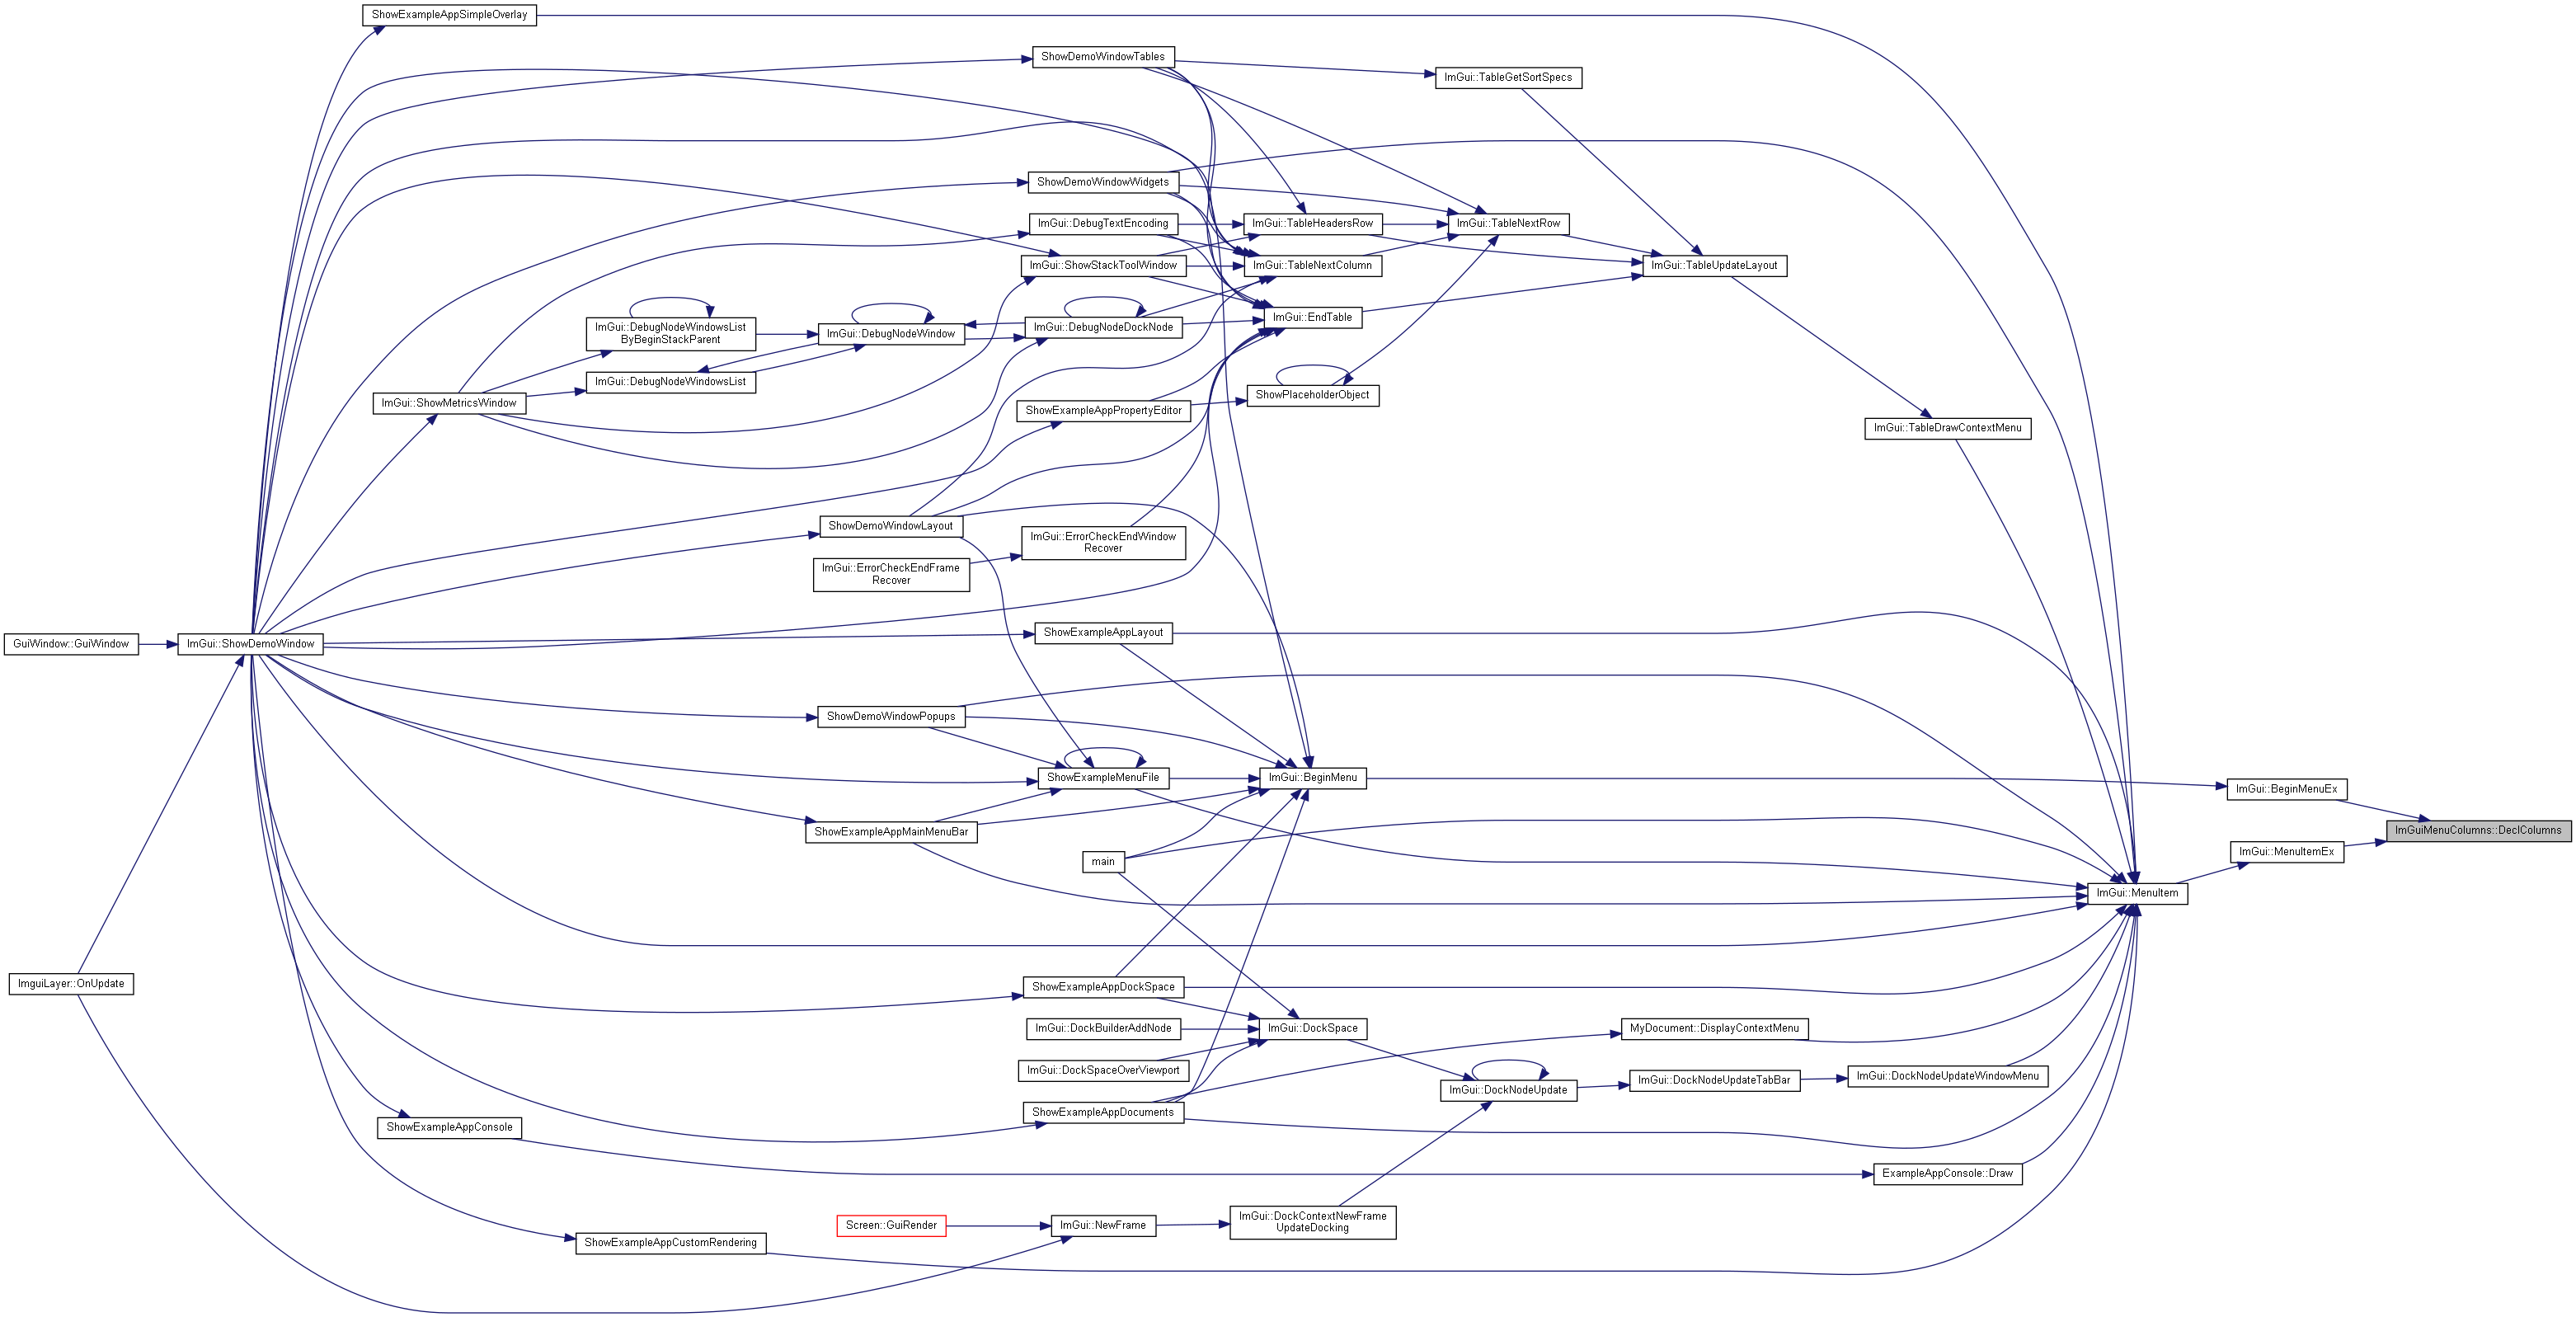 ShowExampleAppSimpleOverlay
ShowDemoWindowTables
ImGui::TableGetSortSpecs
ShowDemoWindowWidgets
ImGui::DebugTextEncoding
ImGui::TableHeadersRow
ImGui::TableNextRow
ImGui::ShowStackToolWindow
ImGui::TableNextColumn
ImGui::TableUpdateLayout
ImGui::DebugNodeWindowsList
ByBeginStackParent
ImGui::DebugNodeWindow
ImGui::DebugNodeDockNode
ImGui::EndTable
ImGui::DebugNodeWindowsList
ImGui::ShowMetricsWindow
ShowExampleAppPropertyEditor
ShowPlaceholderObject
ImGui::TableDrawContextMenu
ShowDemoWindowLayout
ImGui::ErrorCheckEndWindow
Recover
ImGui::ErrorCheckEndFrame
Recover
GuiWindow::GuiWindow
ImGui::ShowDemoWindow
ShowExampleAppLayout
ShowDemoWindowPopups
ShowExampleMenuFile
ImGui::BeginMenu
ImGui::BeginMenuEx
ShowExampleAppMainMenuBar
ImGuiMenuColumns::DeclColumns
main
ImGui::MenuItemEx
ImGui::MenuItem
ImguiLayer::OnUpdate
ShowExampleAppDockSpace
ImGui::DockBuilderAddNode
ImGui::DockSpace
MyDocument::DisplayContextMenu
ImGui::DockSpaceOverViewport
ImGui::DockNodeUpdate
ImGui::DockNodeUpdateTabBar
ImGui::DockNodeUpdateWindowMenu
ShowExampleAppDocuments
ShowExampleAppConsole
ExampleAppConsole::Draw
Screen::GuiRender
ImGui::NewFrame
ImGui::DockContextNewFrame
UpdateDocking
ShowExampleAppCustomRendering